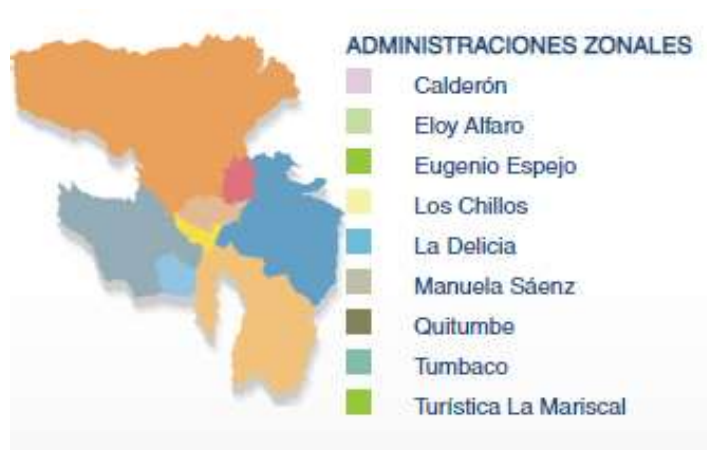 ADMINISTRACIONES ZONALES
Calderón
Eloy Alfaro
Eugenio Espejo
Los Chillos
La Delicia
Manuela Sáenz
Quitumbe
Tumbaco
Turística La Mariscal